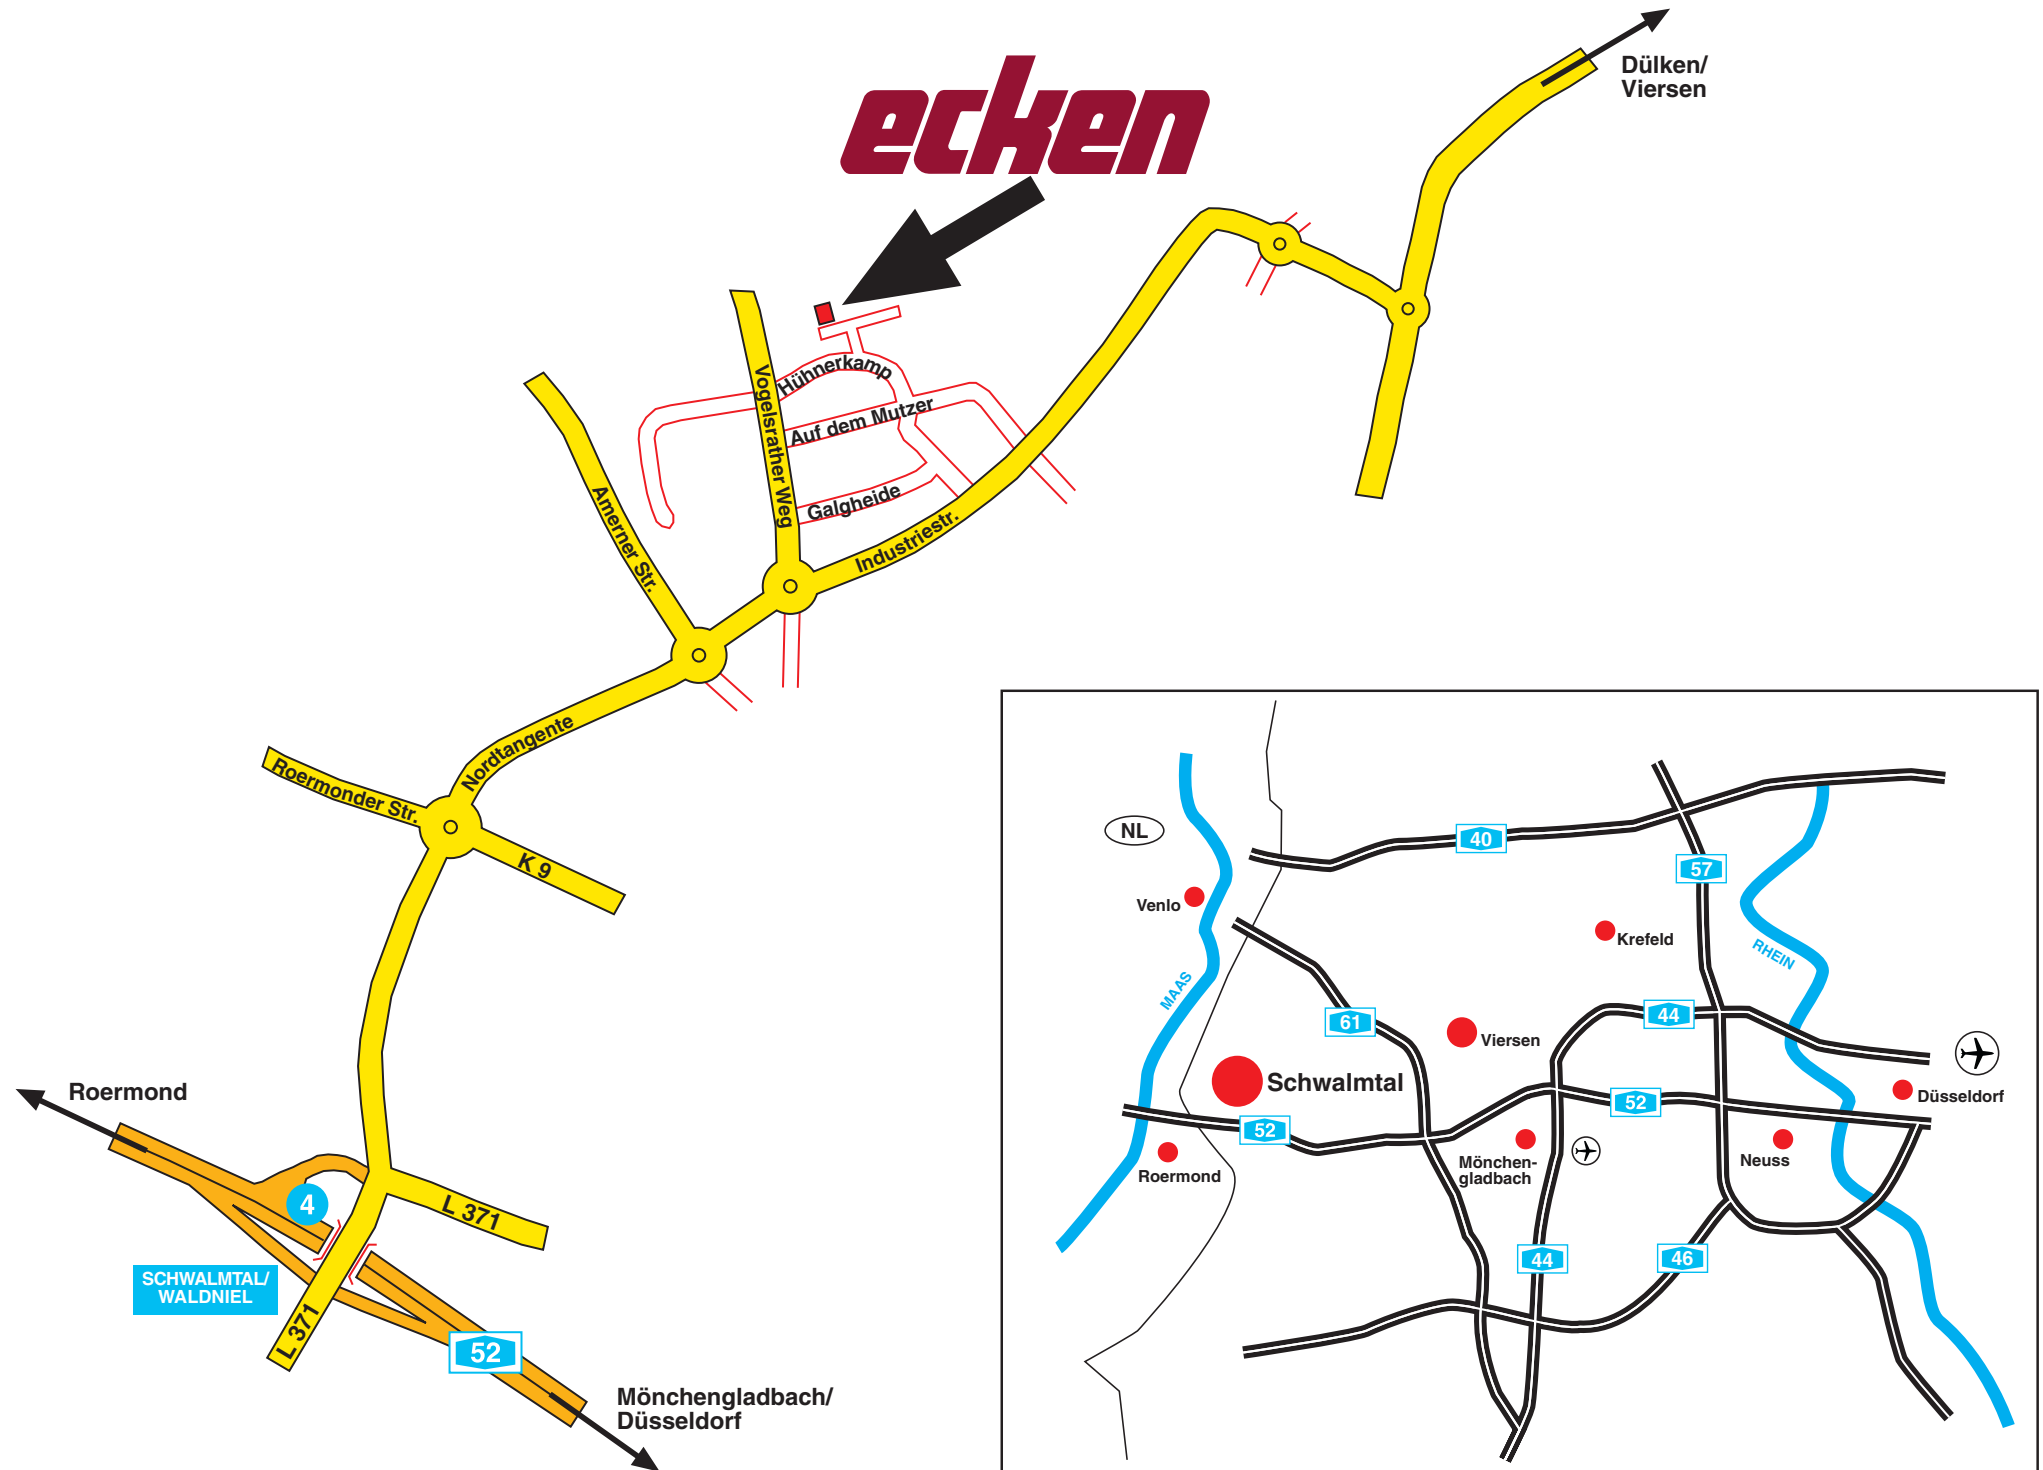 ecken
Dülken/
Viersen
Hühnerkamp
Vogelsrather Weg
Auf dem Mutzer
Galgheide
Industriestr.
Amerner Str.
Nordtangente
Roermonder Str.
K 9
Roermond
4
L 371
SCHWALMTAL/
WALDNIEL
L 371
52
Mönchengladbach/
Düsseldorf
NL
40
57
Venlo
Krefeld
RHEIN
MAAS
61
44
Viersen
Schwalmtal
Düsseldorf
52
52
Roermond
Mönchen-
gladbach
Neuss
44
46